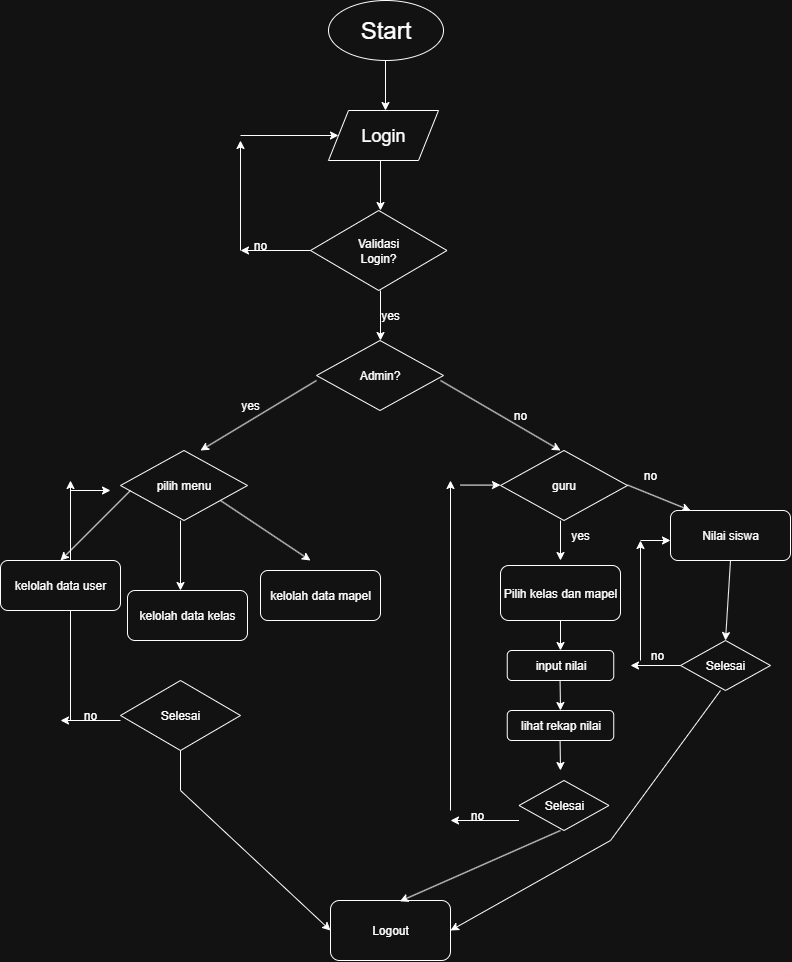 Start
Login
Validasi
Login?
no
yes
Admin?
yes
no
pilih menu
guru
no
yes
Nilai siswa
kelolah data user
kelolah data kelas
kelolah data mapel
Pilih kelas dan mapel
input nilai
no
Selesai
lihat rekap nilai
no
Selesai
no
Selesai
Logout